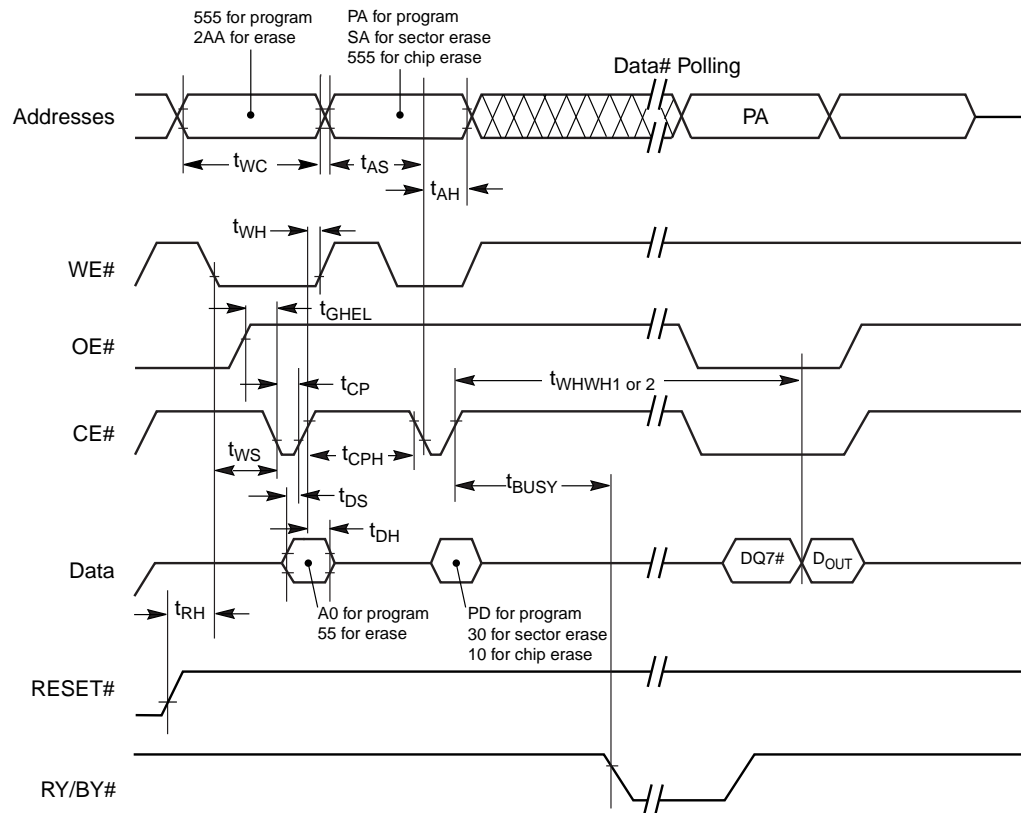 555 for program
2AA for erase
PA for program
SA for sector erase
555 for chip erase
Data# Polling
Addresses
PA
tWC
tAS
tAH
tWH
WE#
tGHEL
OE#
tCP
tWHWH1 or 2
CE#
tWS
tCPH
tBUSY
tDS
tDH
Data
DQ7#
DOUT
tRH
A0 for program
55 for erase
PD for program
30 for sector erase
10 for chip erase
RESET#
RY/BY#